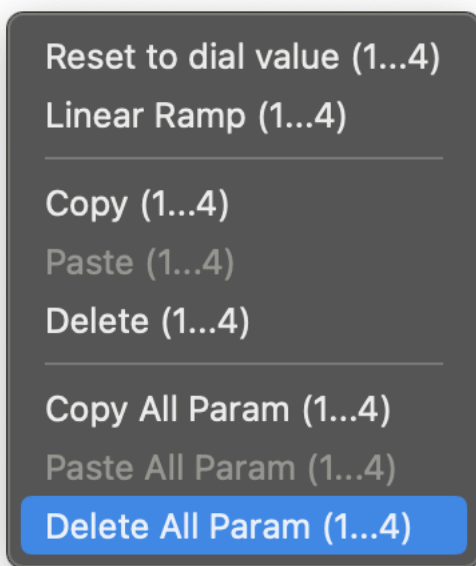 Reset to dial value (1...4)
Linear Ramp (1...4)
Copy (1...4)
Paste (1...4)
Delete (1...4)
Copy All Param (1...4)
Paste All Param (1...4)
Delete All Param (1...4)